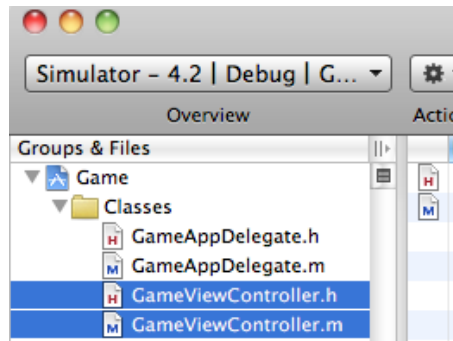 Simulator – 4.2 | Debug | G...
Overview
Groups & Files
Game
Classes
H GameAppDelegate.h
M GameAppDelegate.m
H GameViewController.h
M GameViewController.m
Actio
H
M